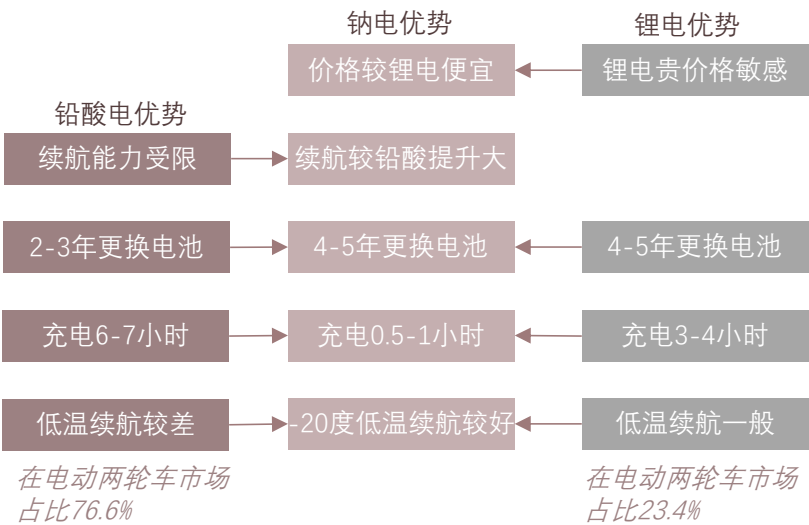 钠电优势
锂电优势
价格较锂电便宜
锂电贵价格敏感
铅酸电优势
续航能力受限
续航较铅酸提升大
2-3年更换电池
4-5年更换电池
4-5年更换电池
充电6-7小时
充电0.5-1小时
充电3-4小时
低温续航较差
-20度低温续航较好
低温续航一般
在电动两轮车市场
占比76.6%
在电动两轮车市场
占比23.4%